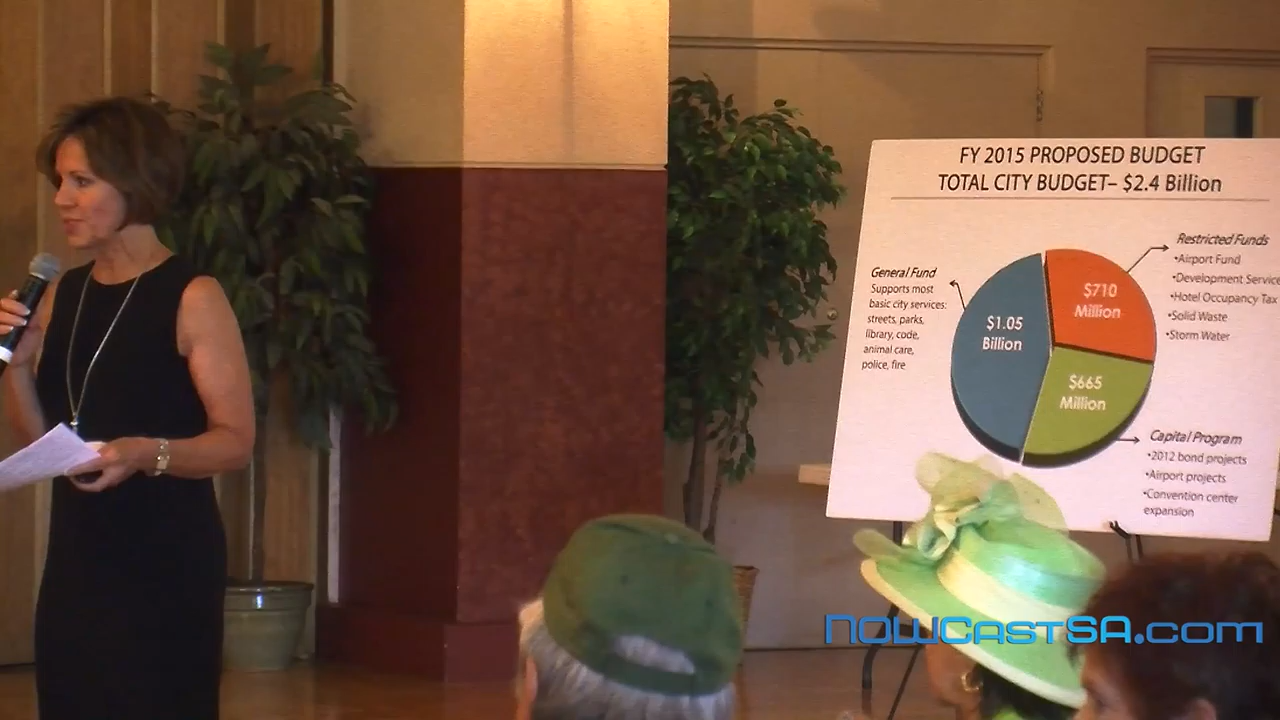 FY 2015 PROPOSED BUDGET
TOTAL CITY BUDGET– $2.4 Billion
General Fund
Supports most
basic city services:
streets, parks,
library, code,
animal care,
police, fire
$1.05
Billion
$710
Million
$665
Million
Restricted Funds
•Airport Fund
•Development Service
•Hotel Occupancy Tax
•Solid Waste
•Storm Water
Capital Program
•2012 bond projects
•Airport projects
•Convention center
expansion
NOWCastSA.com